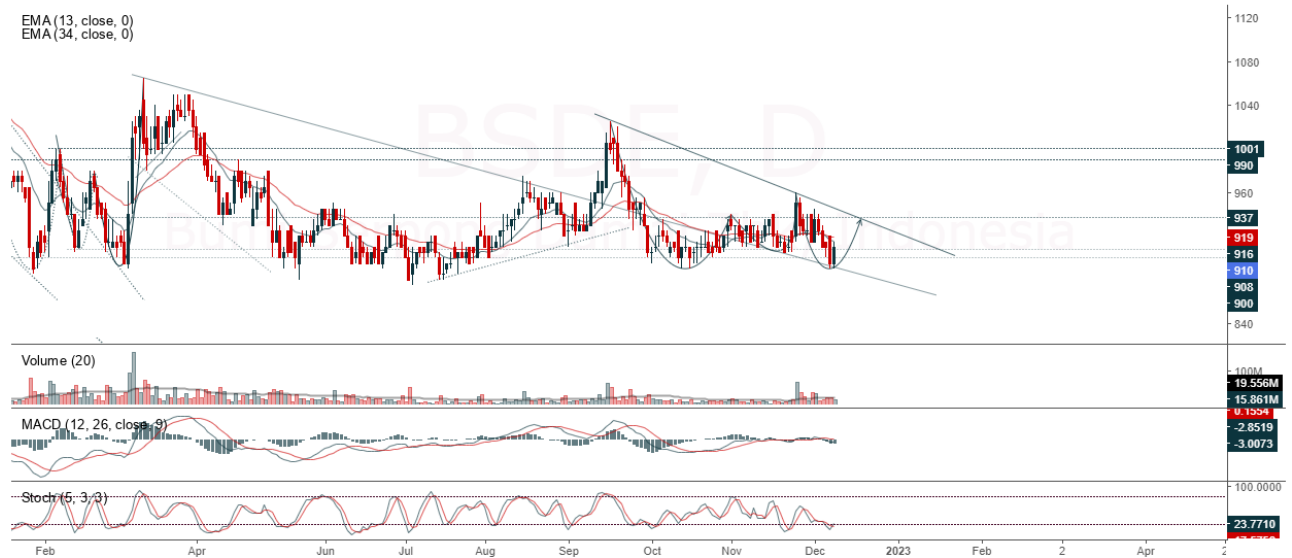 EMA (13, close, 0)
EMA (34, close, 0)
BSDE, D
1120
1080
1040
1001
990
960
937
919
916
910
908
900
840
Volume (20)
100M
19.556M
15.861M
MACD (12, 26, close, 9)
0.1554
-2.8519
-3.0073
Stoch (5, 3, 3)
100.0000
23.7710
Feb Apr Jun Jul Aug Sep Oct Nov Dec 2023 Feb 2 Apr 2